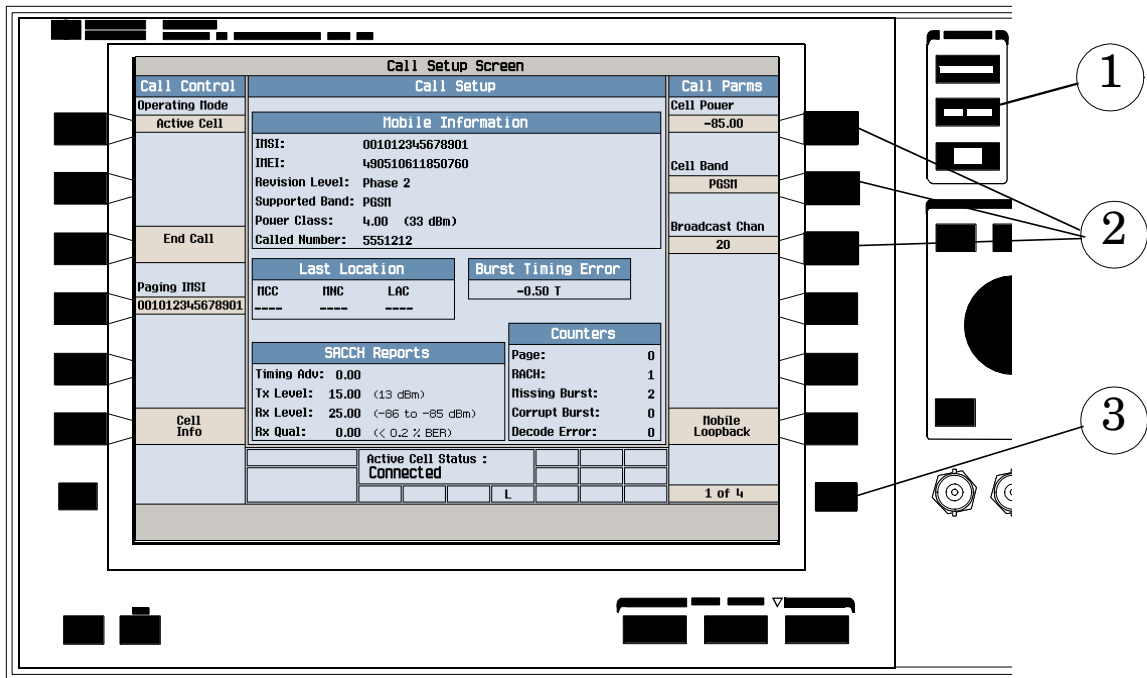 Call Setup Screen
Call Control
Call Setup
Call Parms
Operating Mode
Active Cell
End Call
Paging IMSI
001012345678901
Cell
Info
Mobile Information
IMSI: 001012345678901
IMEI: 490510611850760
Revision Level: Phase 2
Supported Band: PGSM
Power Class: 4.00 (33 dBm)
Called Number: 5551212
Last Location
MCC MNC LAC
---- ---- ----
Burst Timing Error
-0.50 T
SACCH Reports
Timing Adv: 0.00
Tx Level: 15.00 (13 dBm)
Rx Level: 25.00 (-86 to -85 dBm)
Rx Qual: 0.00 (< 0.2 % BER)
Counters
Page: 0
RACH: 1
Missing Burst: 2
Corrupt Burst: 0
Decode Error: 0
Active Cell Status :
Connected
L
Cell Power
-85.00
Cell Band
PGSM
Broadcast Chan
20
Mobile
Loopback
1 of 4
1
2
3